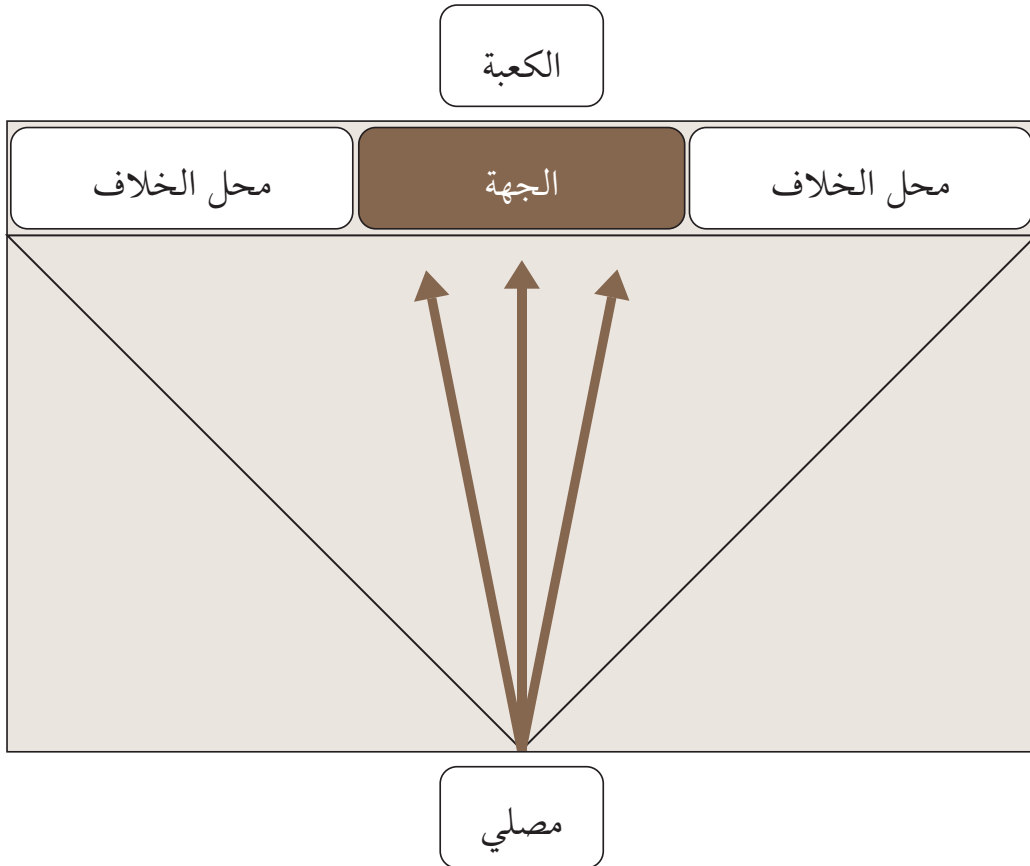 الكعبة
محل الخلاف
الجهة
محل الخلاف
مصلي